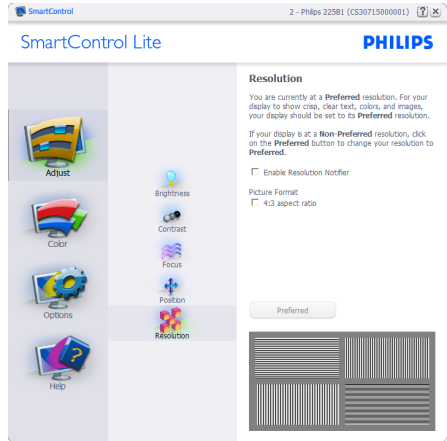 SmartControl
2 - Philips 225B1 (CS30715000001)
SmartControl Lite
PHILIPS
Adjust
Color
Options
Help
Brightness
Contrast
Focus
Position
Resolution
Resolution
You are currently at a Preferred resolution. For your
display to show crisp, clear text, colors, and images,
your display should be set to its Preferred resolution.
If your display is at a Non-Preferred resolution, click
on the Preferred button to change your resolution to
Preferred.
Enable Resolution Notifier
Picture Format
4:3 aspect ratio
Preferred